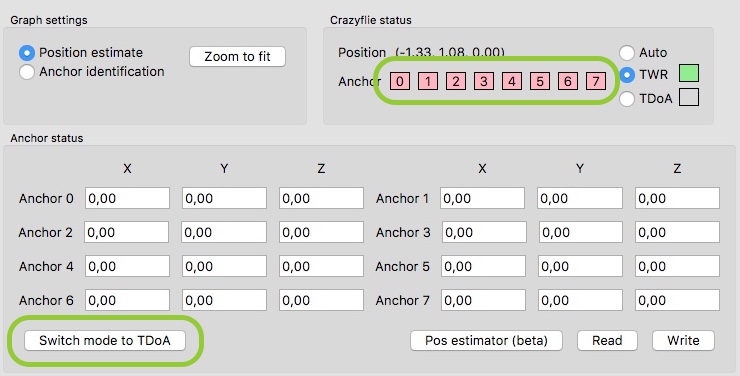 Graph settings
Position estimate
Anchor identification
Zoom to fit
Crazyflie status
Position (-1.33, 1.08, 0.00)
Anchor 0 1 2 3 4 5 6 7
Auto
TWR
TDoA
Anchor status
X Y Z X Y Z
Anchor 0 0,00 0,00 0,00 Anchor 1 0,00 0,00 0,00
Anchor 2 0,00 0,00 0,00 Anchor 3 0,00 0,00 0,00
Anchor 4 0,00 0,00 0,00 Anchor 5 0,00 0,00 0,00
Anchor 6 0,00 0,00 0,00 Anchor 7 0,00 0,00 0,00
Switch mode to TDoA Pos estimator (beta) Read Write